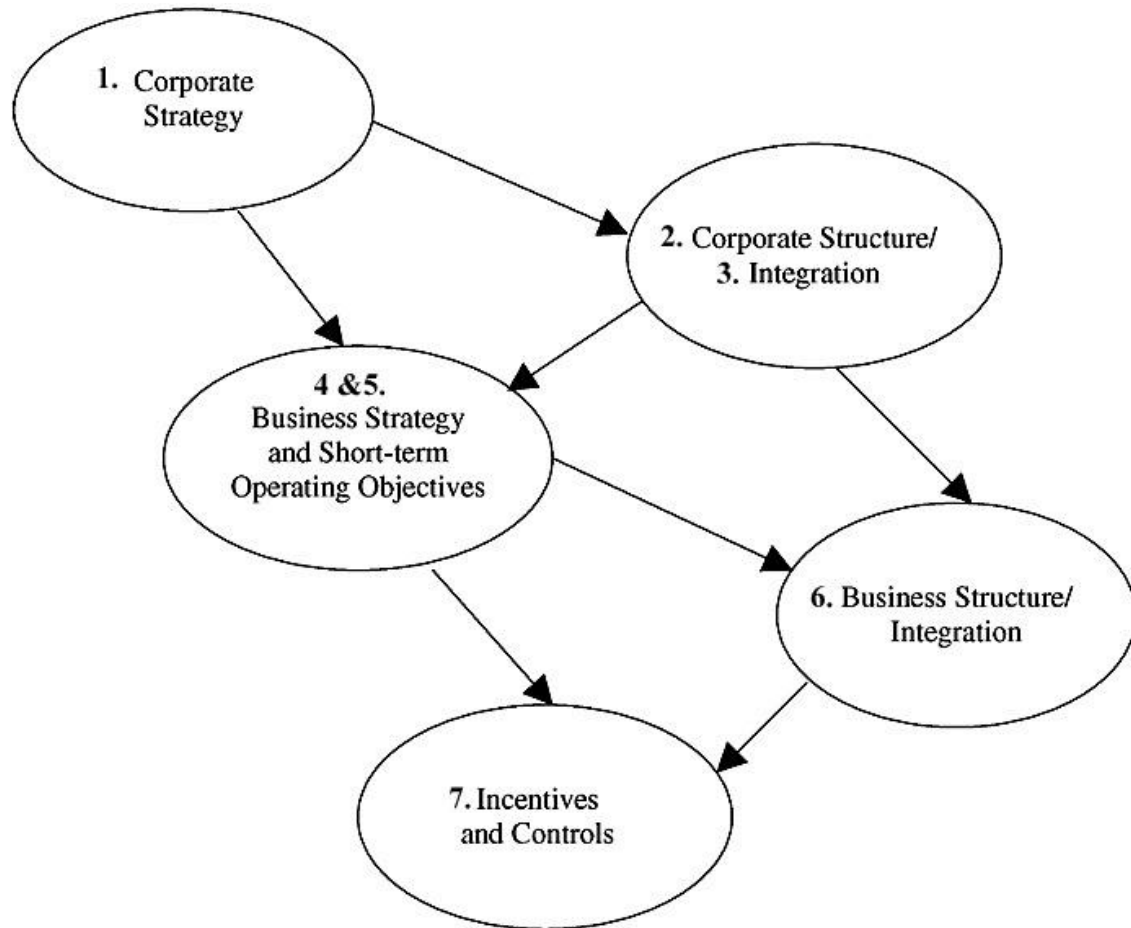 1. Corporate
Strategy
2. Corporate Structure/
3. Integration
4 &5.
Business Strategy
and Short-term
Operating Objectives
6. Business Structure/
Integration
7. Incentives
and Controls